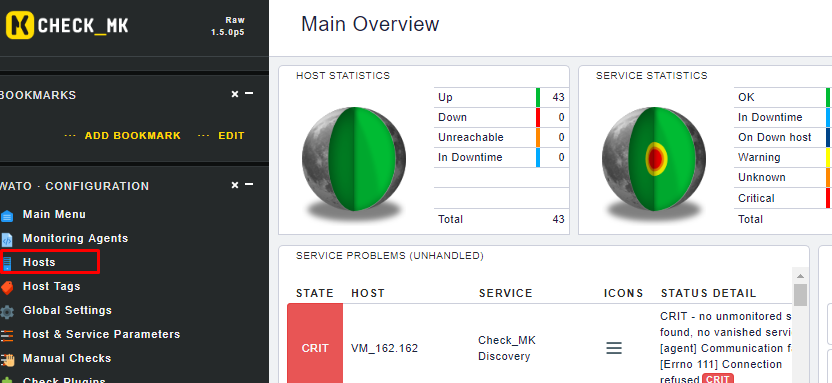 CHECK_MK
Raw
1.5.0p5
Main Overview
BOOKMARKS
ADD BOOKMARK
EDIT
WATO · CONFIGURATION
Main Menu
Monitoring Agents
Hosts
Host Tags
Global Settings
Host & Service Parameters
Manual Checks
Check Plugins
HOST STATISTICS
Up 43
Down 0
Unreachable 0
In Downtime 0
Total 43
SERVICE STATISTICS
OK
In Downtime
On Down host
Warning
Unknown
Critical
Total
SERVICE PROBLEMS (UNHANDLED)
STATE HOST SERVICE ICONS STATUS DETAIL
CRIT
VM_162.162
Check_MK
Discovery
CRIT - no unmonitored s
found, no vanished servi
[agent] Communication fa
[Errno 111] Connection
refused CRIT